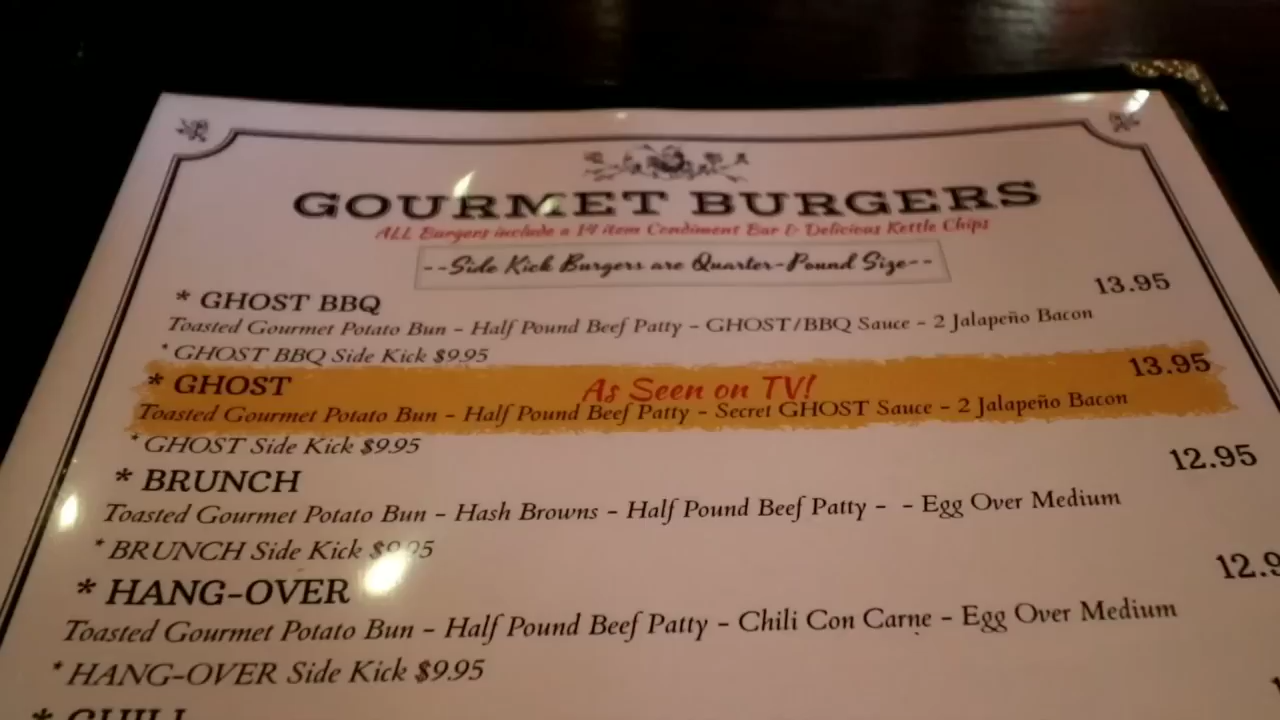 GOURMET BURGERS
ALL Burgers include a 14 item Condiment Bar & Delicious Kettle Chips
--Side Kick Burgers are Quarter-Pound Size--
* GHOST BBQ 13.95
Toasted Gourmet Potato Bun - Half Pound Beef Patty - GHOST/BBQ Sauce - 2 Jalapeño Bacon
* GHOST BBQ Side Kick $9.95
* GHOST As Seen on TV! 13.95
Toasted Gourmet Potato Bun - Half Pound Beef Patty - Secret GHOST Sauce - 2 Jalapeño Bacon
* GHOST Side Kick $9.95
* BRUNCH 12.95
Toasted Gourmet Potato Bun - Hash Browns - Half Pound Beef Patty - - Egg Over Medium
* BRUNCH Side Kick
* HANG-OVER 12.9
Toasted Gourmet Potato Bun - Half Pound Beef Patty - Chili Con Carne - Egg Over Medium
* HANG-OVER Side Kick $9.95